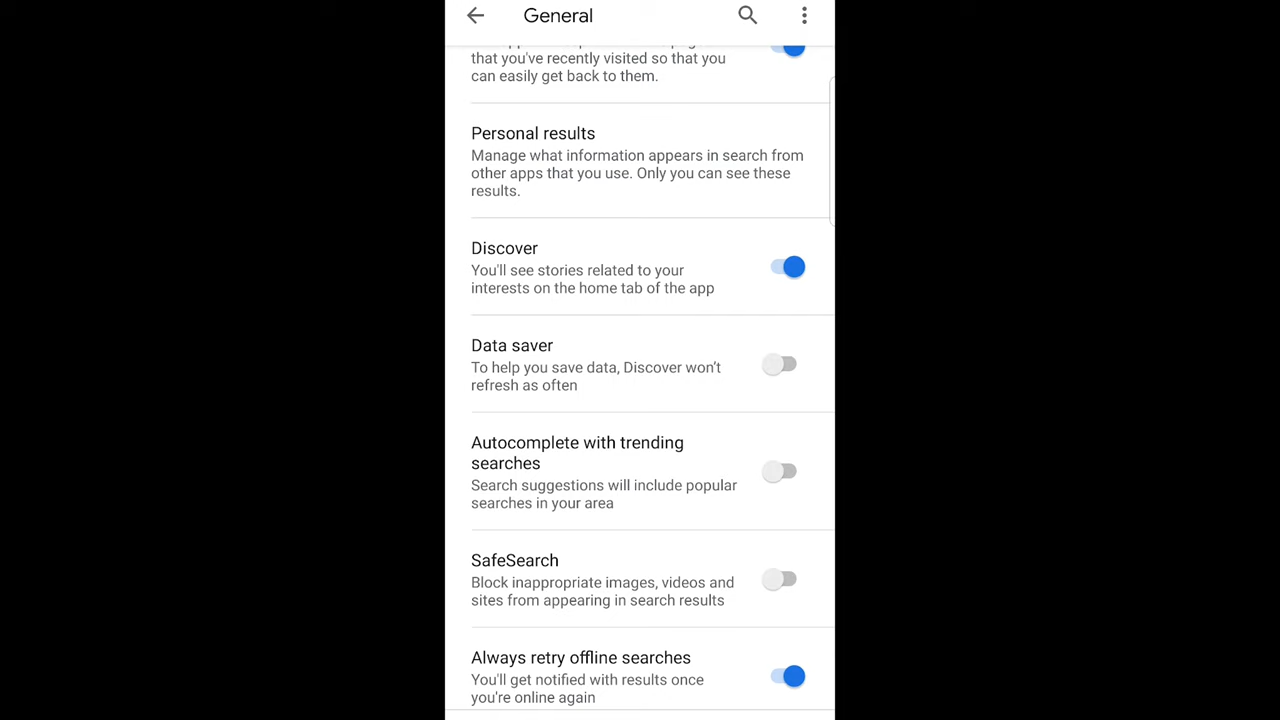 General
that you've recently visited so that you
can easily get back to them.
Personal results
Manage what information appears in search from
other apps that you use. Only you can see these
results.
Discover
You'll see stories related to your
interests on the home tab of the app
Data saver
To help you save data, Discover won’t
refresh as often
Autocomplete with trending
searches
Search suggestions will include popular
searches in your area
SafeSearch
Block inappropriate images, videos and
sites from appearing in search results
Always retry offline searches
You'll get notified with results once
you're online again